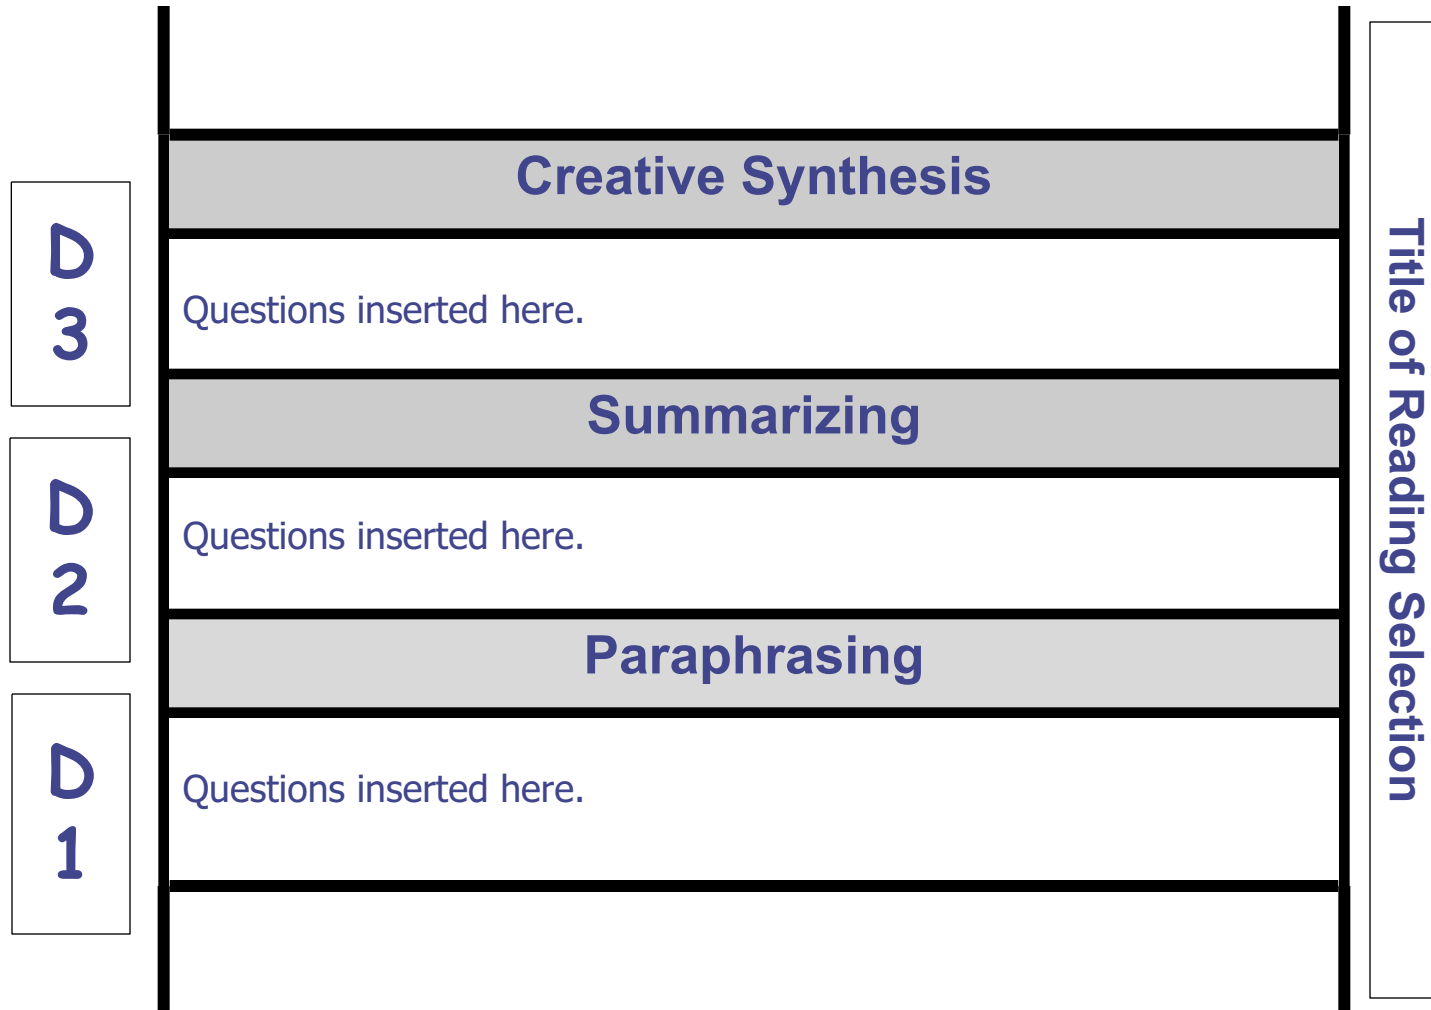 Creative Synthesis
D
3
Questions inserted here.
Summarizing
D
2
Questions inserted here.
Paraphrasing
D
1
Questions inserted here.
Title of Reading Selection